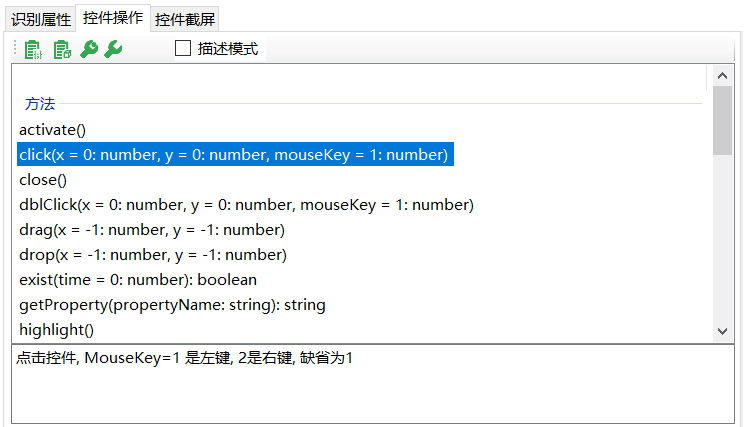 识别属性 控件操作 控件截屏
描述模式
方法
activate()
click(x = 0: number, y = 0: number, mouseKey = 1: number)
close()
dblClick(x = 0: number, y = 0: number, mouseKey = 1: number)
drag(x = -1: number, y = -1: number)
drop(x = -1: number, y = -1: number)
exist(time = 0: number): boolean
getProperty(propertyName: string): string
highlight()
点击控件, MouseKey=1 是左键, 2是右键, 缺省为1